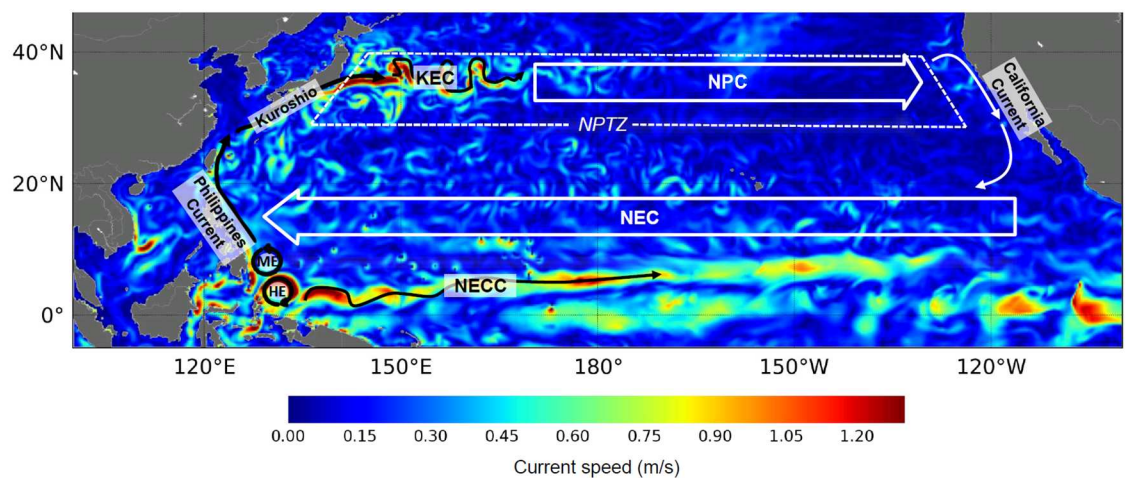 40°N
20°N
0°
Kuroshio
KEC
NPC
California
Current
NPTZ
Philippines
Current
NEC
ME
HE
NECC
120°E
150°E
180°
150°W
120°W
0.00
0.15
0.30
0.45
0.60
0.75
0.90
1.05
1.20
Current speed (m/s)